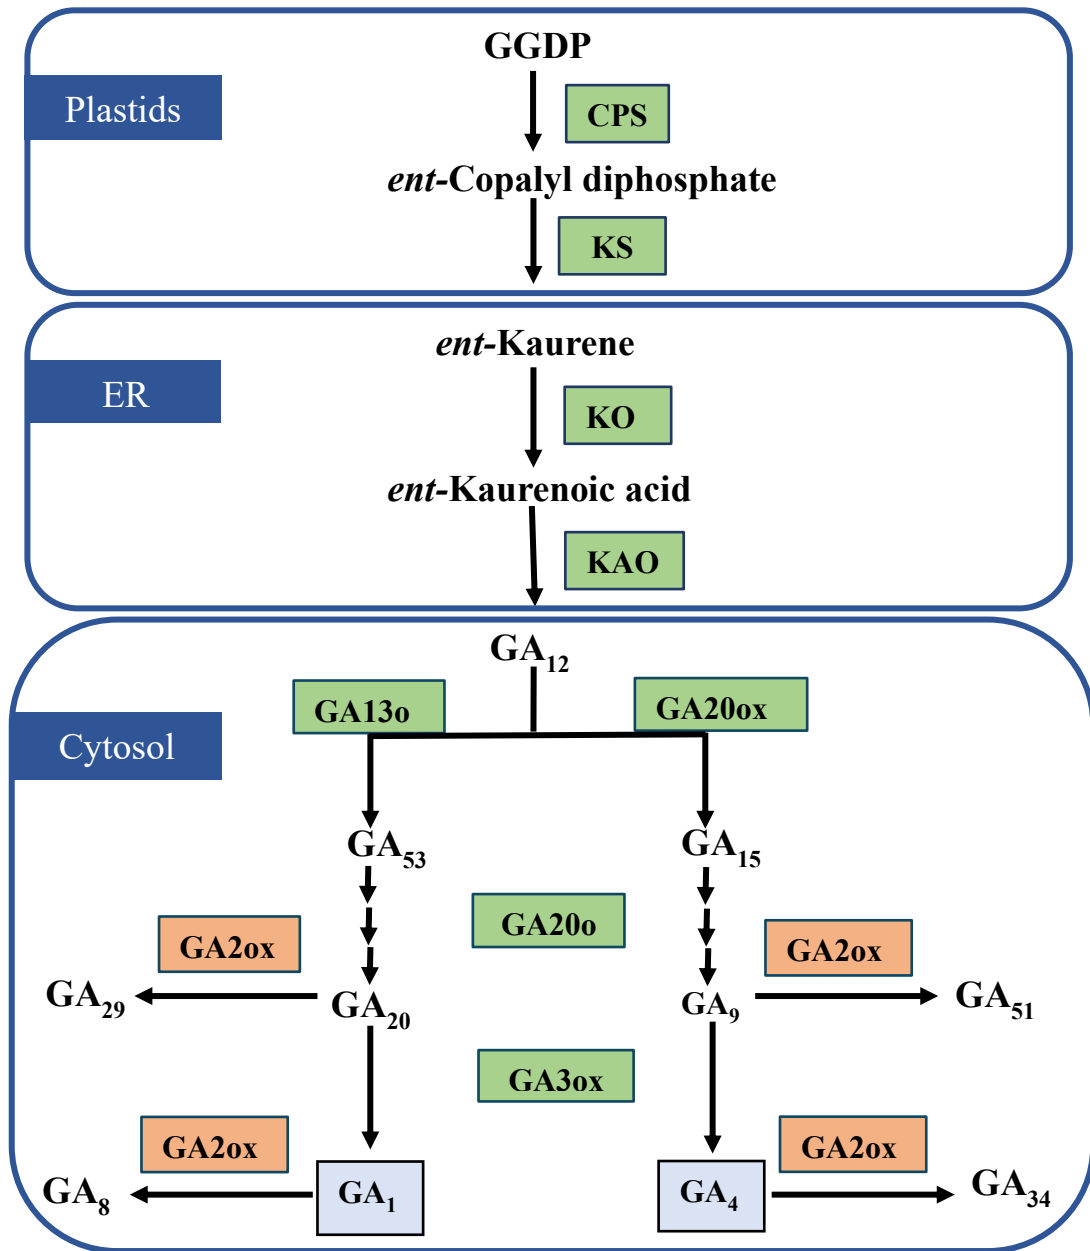 GGDP
Plastids
CPS
ent-Copalyl diphosphate
KS
ent-Kaurene
ER
KO
ent-Kaurenoic acid
KAO
GA12
GA13o
GA20ox
Cytosol
GA53
GA15
GA20o
GA2ox
GA2ox
GA29
GA20
GA9
GA51
GA3ox
GA2ox
GA2ox
GA8
GA1
GA4
GA34